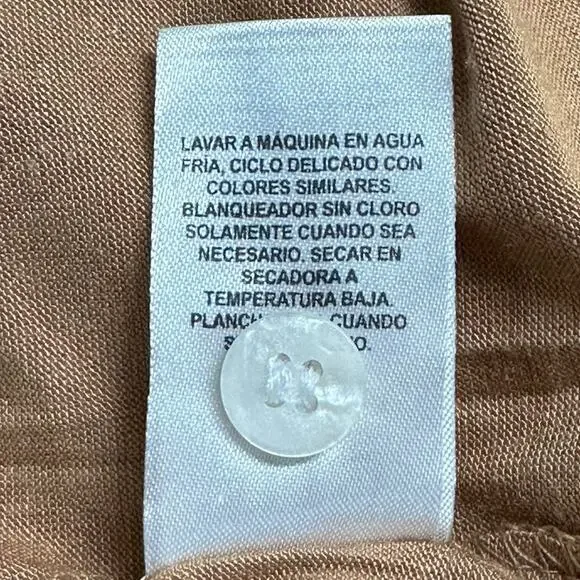 LAVAR A MÁQUINA EN AGUA
FRIA, CICLO DELICADO CON
COLORES SIMILARES.
BLANQUEADOR SIN CLORO
SOLAMENTE CUANDO SEA
NECESARIO. SECAR EN
SECADORA A
TEMPERATURA BAJA.
CUANDO